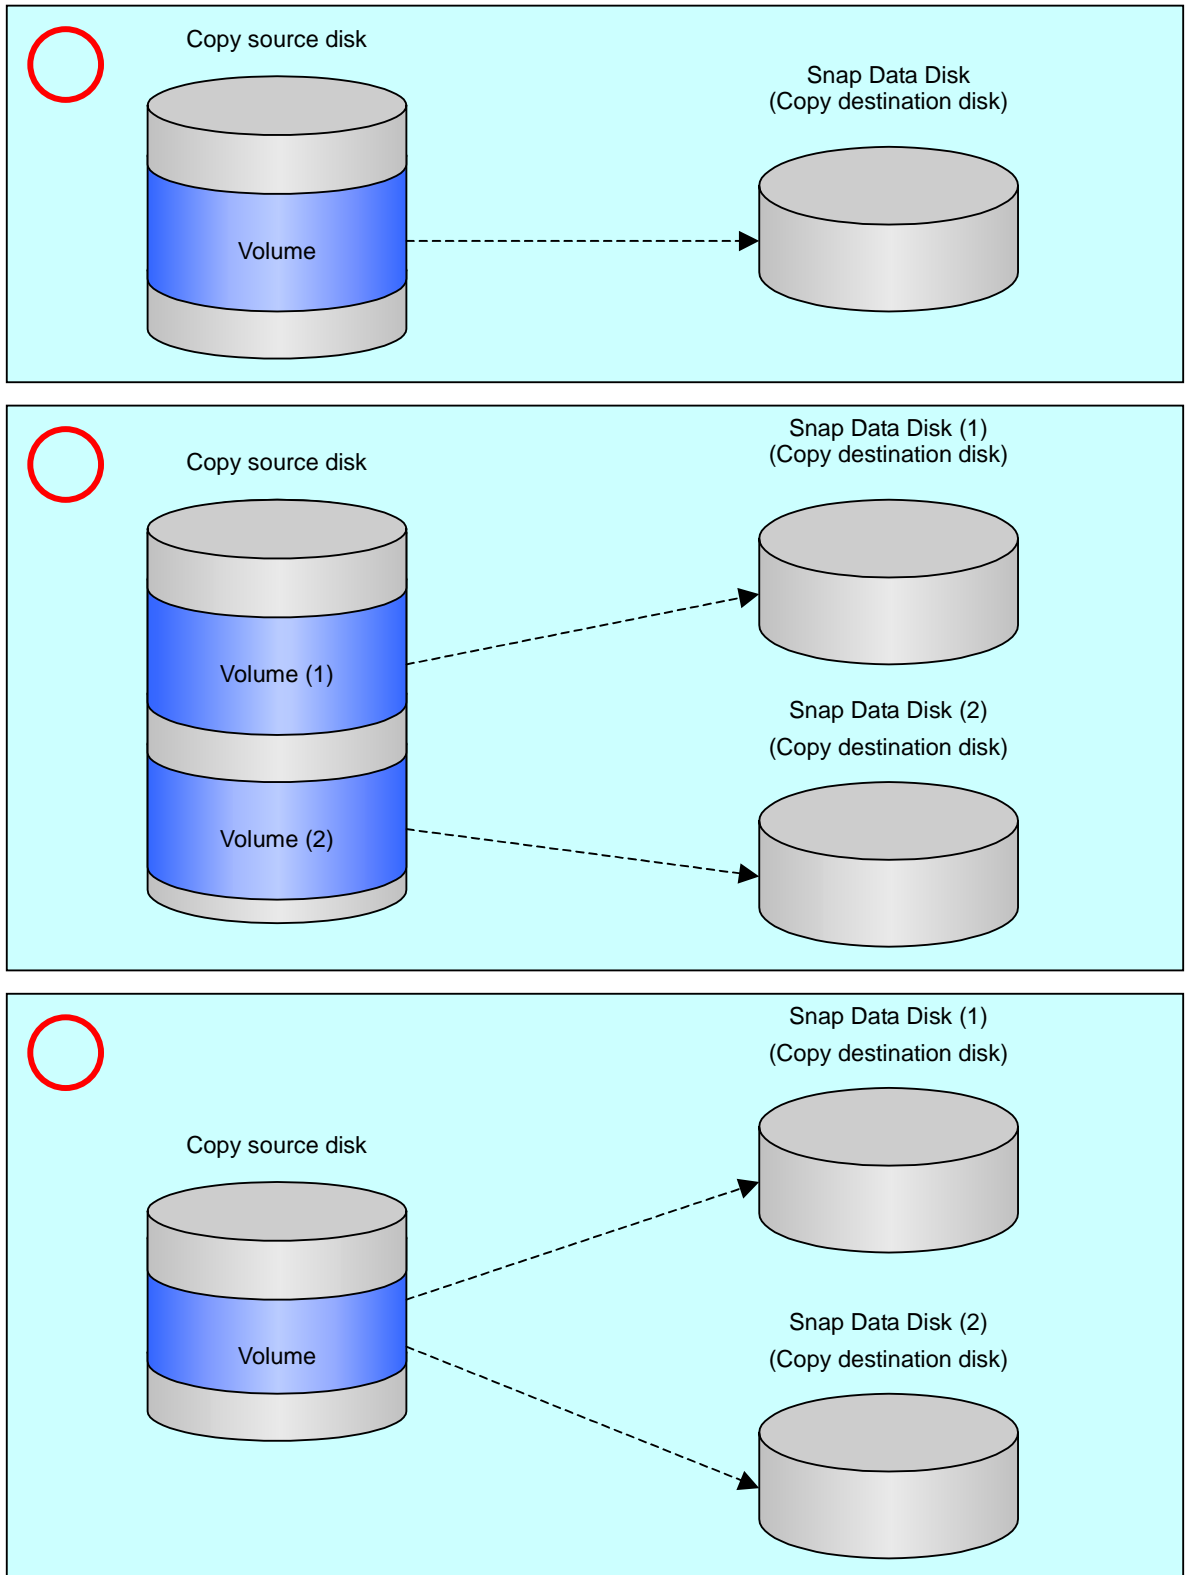 Copy source disk
Snap Data Disk
(Copy destination disk)
Volume
Snap Data Disk (1)
(Copy destination disk)
Copy source disk
Volume (1)
Snap Data Disk (2)
(Copy destination disk)
Volume (2)
Snap Data Disk (1)
(Copy destination disk)
Copy source disk
Snap Data Disk (2)
(Copy destination disk)
Volume